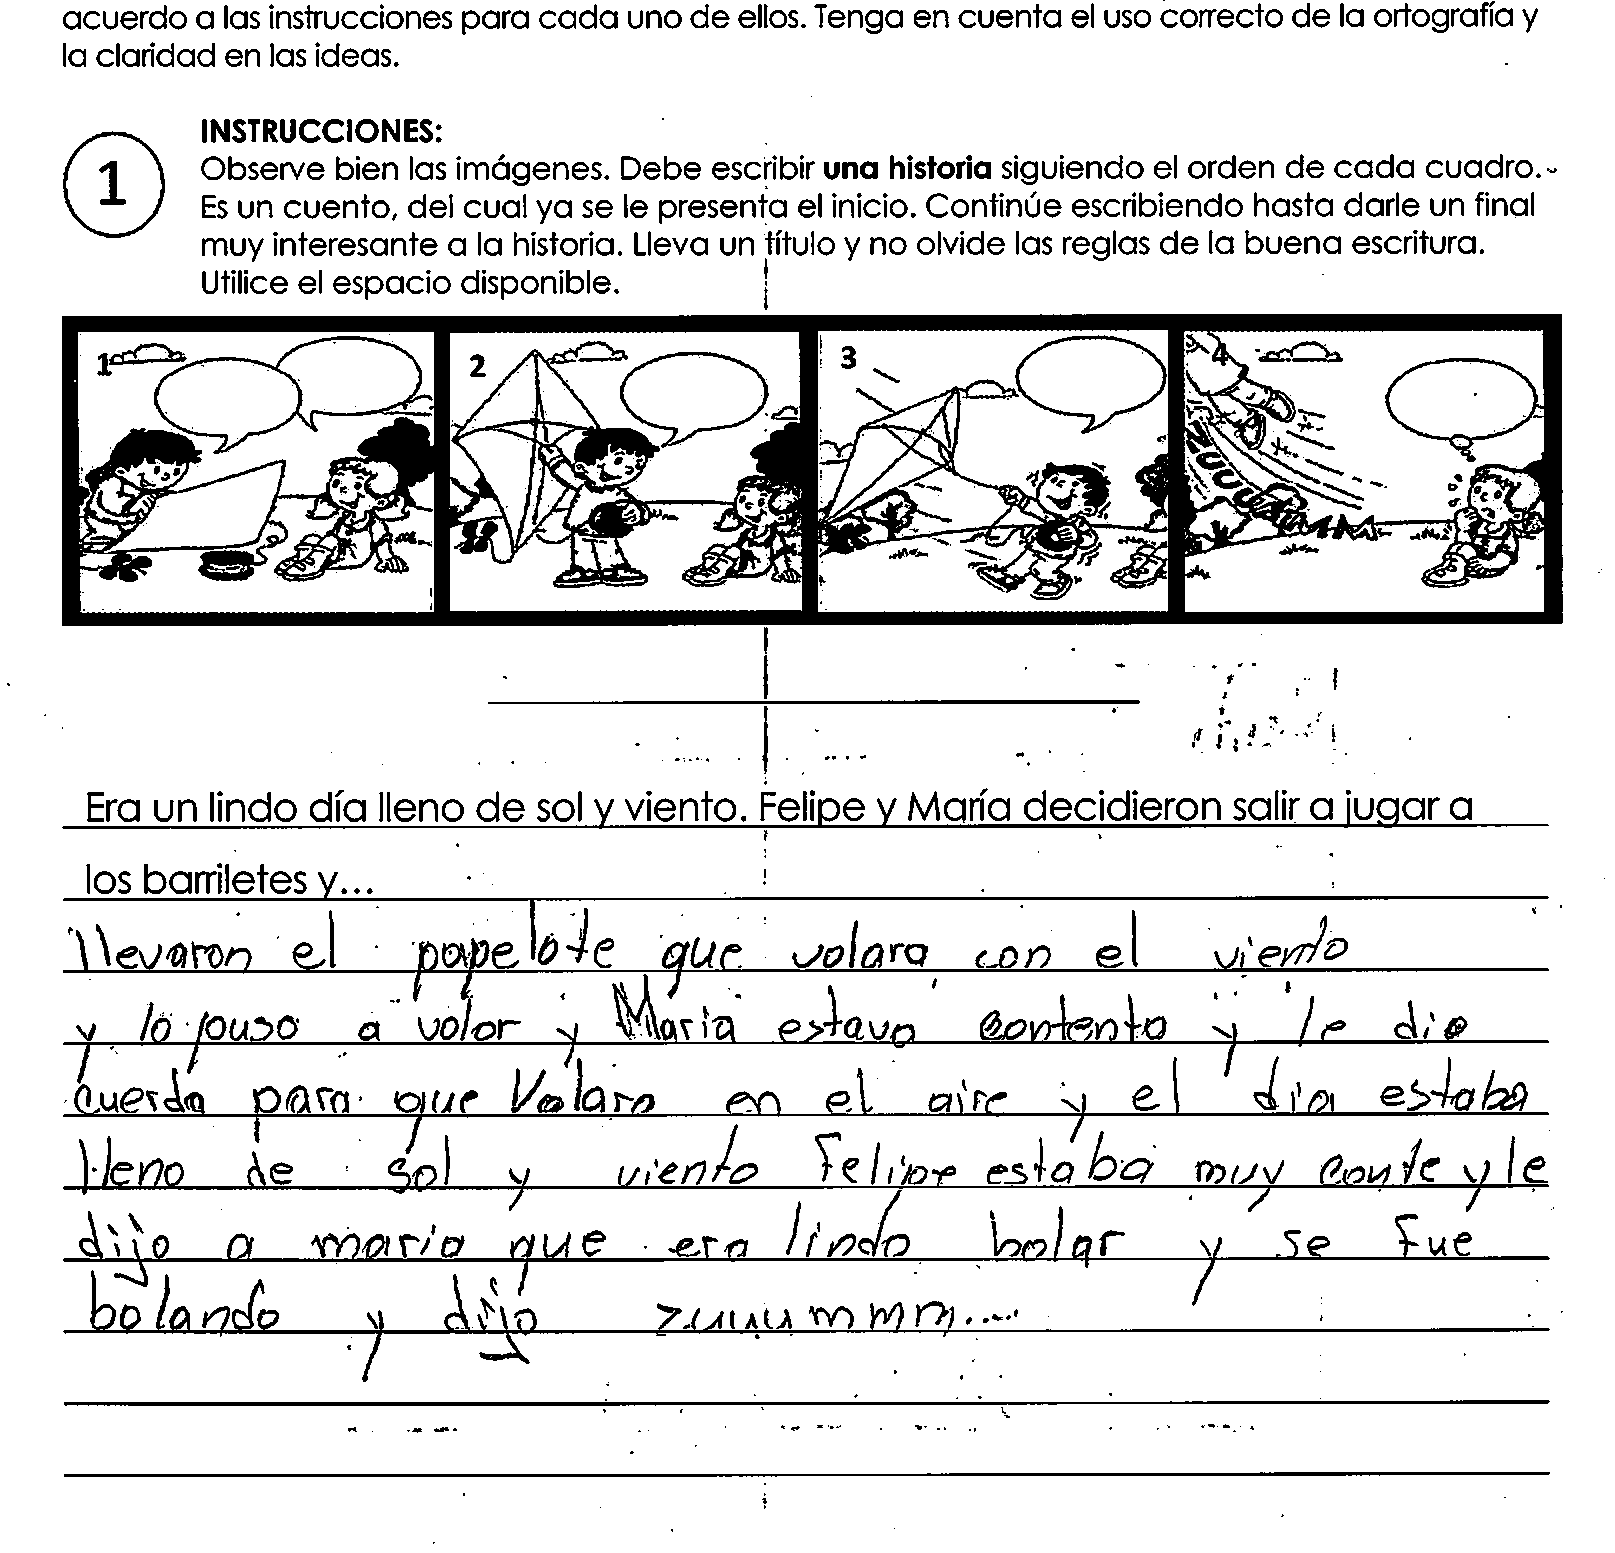 acuerdo a las instrucciones para cada uno de ellos. Tenga en cuenta el uso correcto de la ortografía y
la claridad en las ideas.
1
INSTRUCCIONES:
Observe bien las imágenes. Debe escribir una historia siguiendo el orden de cada cuadro.
Es un cuento, del cual ya se le presenta el inicio. Continúe escribiendo hasta darle un final
muy interesante a la historia. Lleva un título y no olvide las reglas de la buena escritura.
Utilice el espacio disponible.
1 2 3 4
Era un lindo día lleno de sol y viento. Felipe y María decidieron salir a jugar a
los barriletes y...
llevaron el papelote que volara con el viento
y lo puso a volar y Maria estava contenta y le dio
cuerda para que Volara en el aire y el dia estaba
lleno de sol y viento Felipe estaba muy conte y le
dijo a maria que era lindo bolar y se fue
bolando y dijo zuuuummmm....